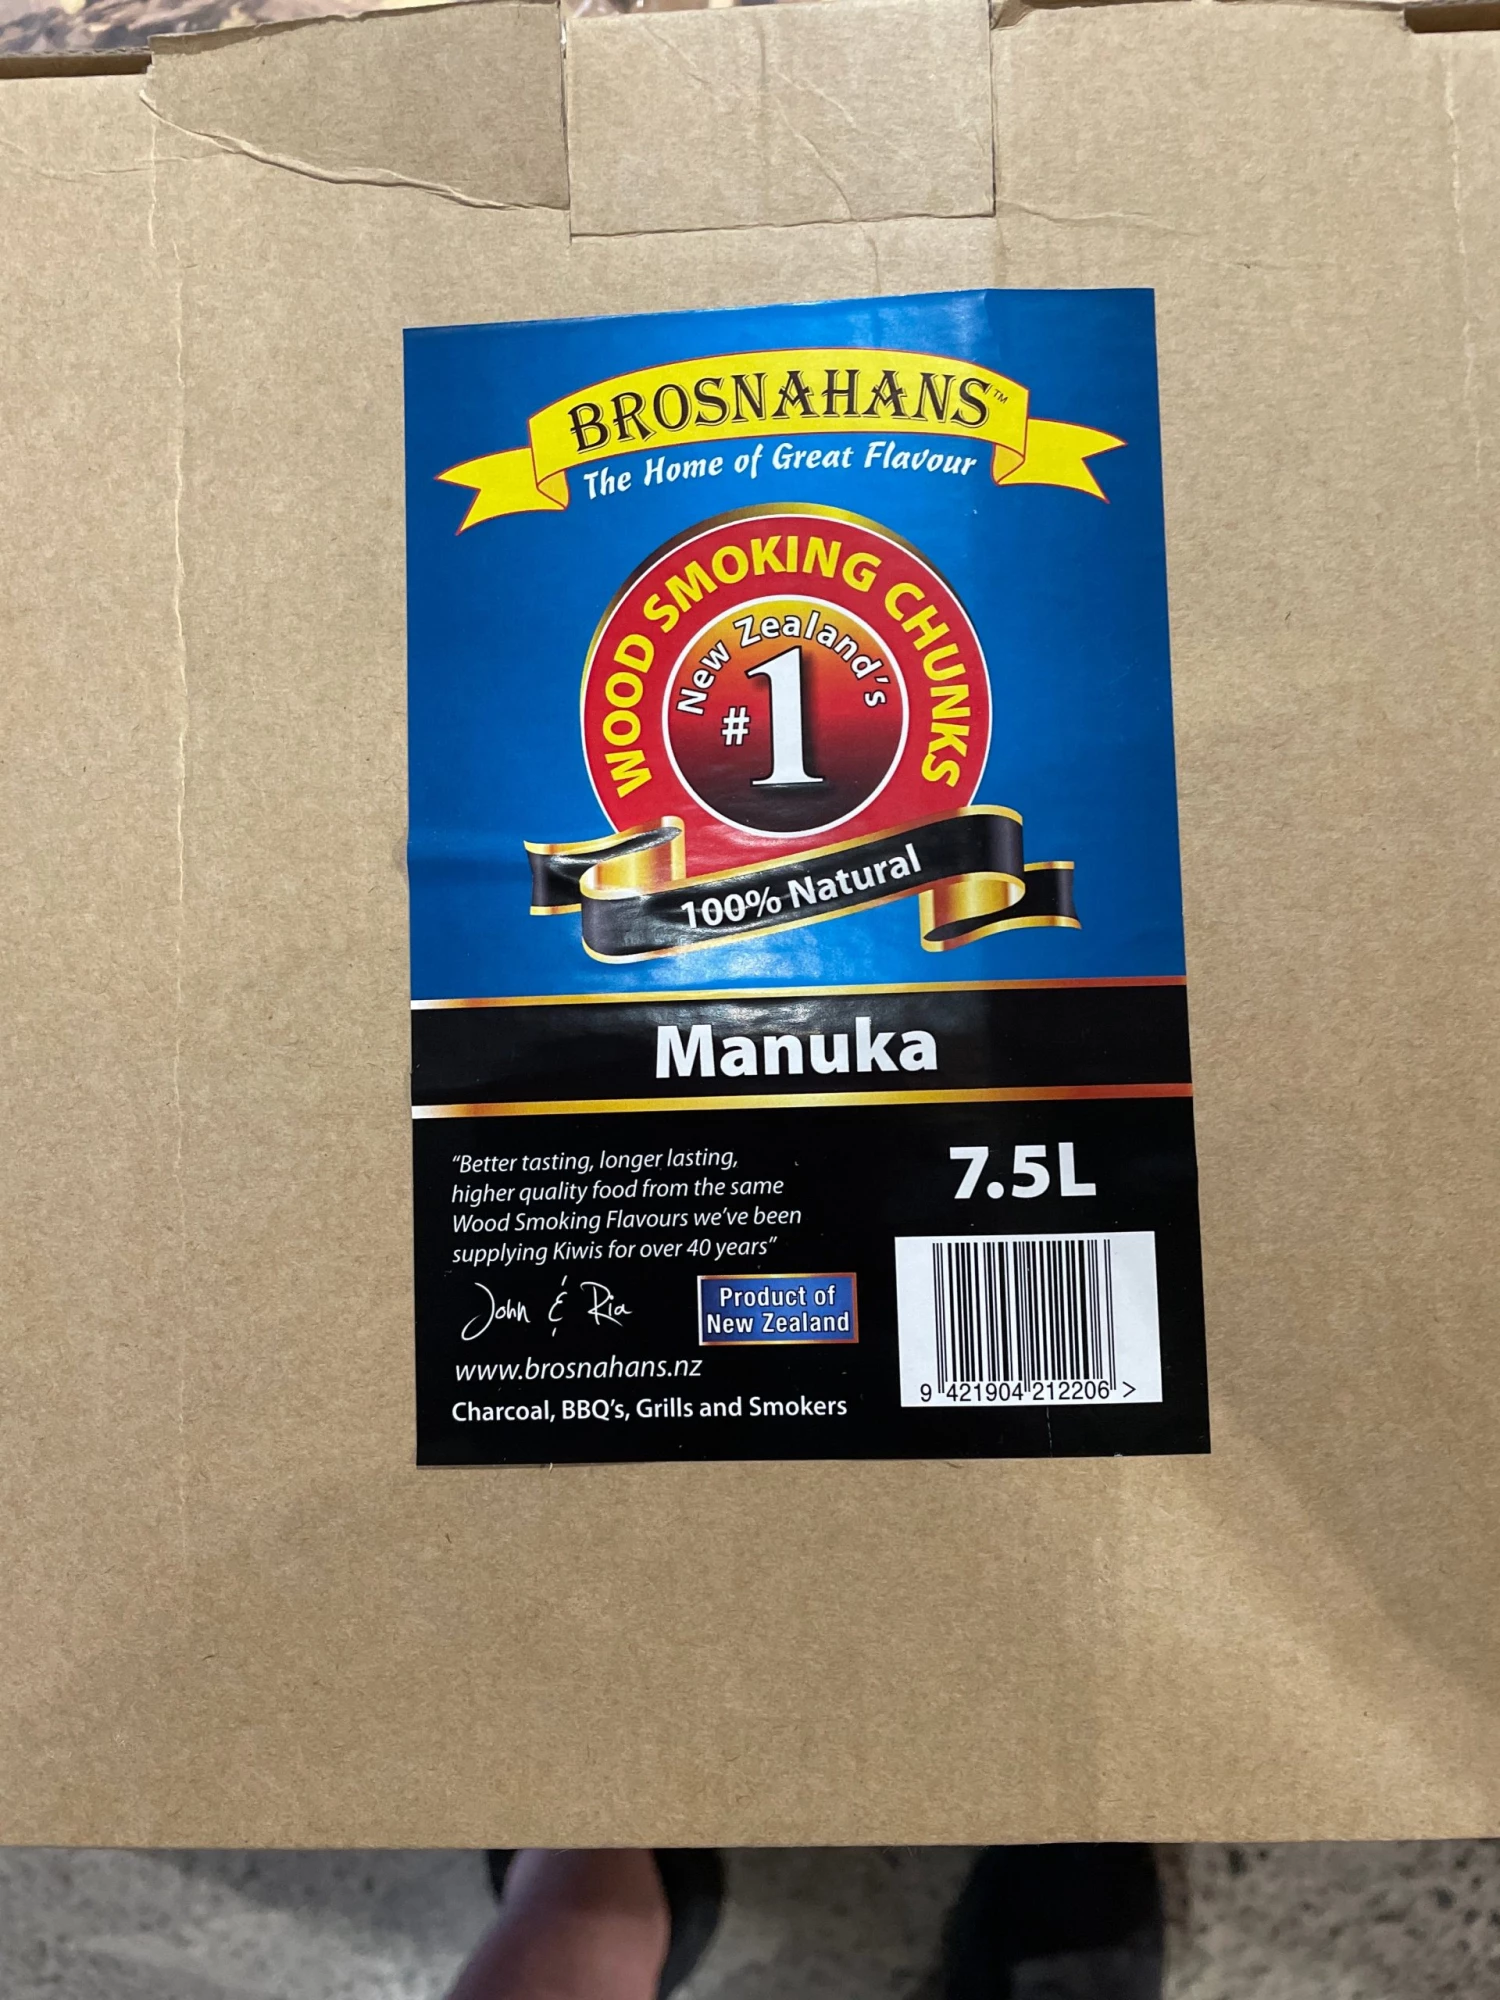 BROSNAHANS™
The Home of Great Flavour
WOOD SMOKING CHUNKS
New Zealand's
#1
100% Natural
Manuka
7.5L
“Better tasting, longer lasting,
higher quality food from the same
Wood Smoking Flavours we’ve been
supplying Kiwis for over 40 years”
John & Ria
Product of
New Zealand
www.brosnahans.nz
Charcoal, BBQ’s, Grills and Smokers
9 421904 212206 >